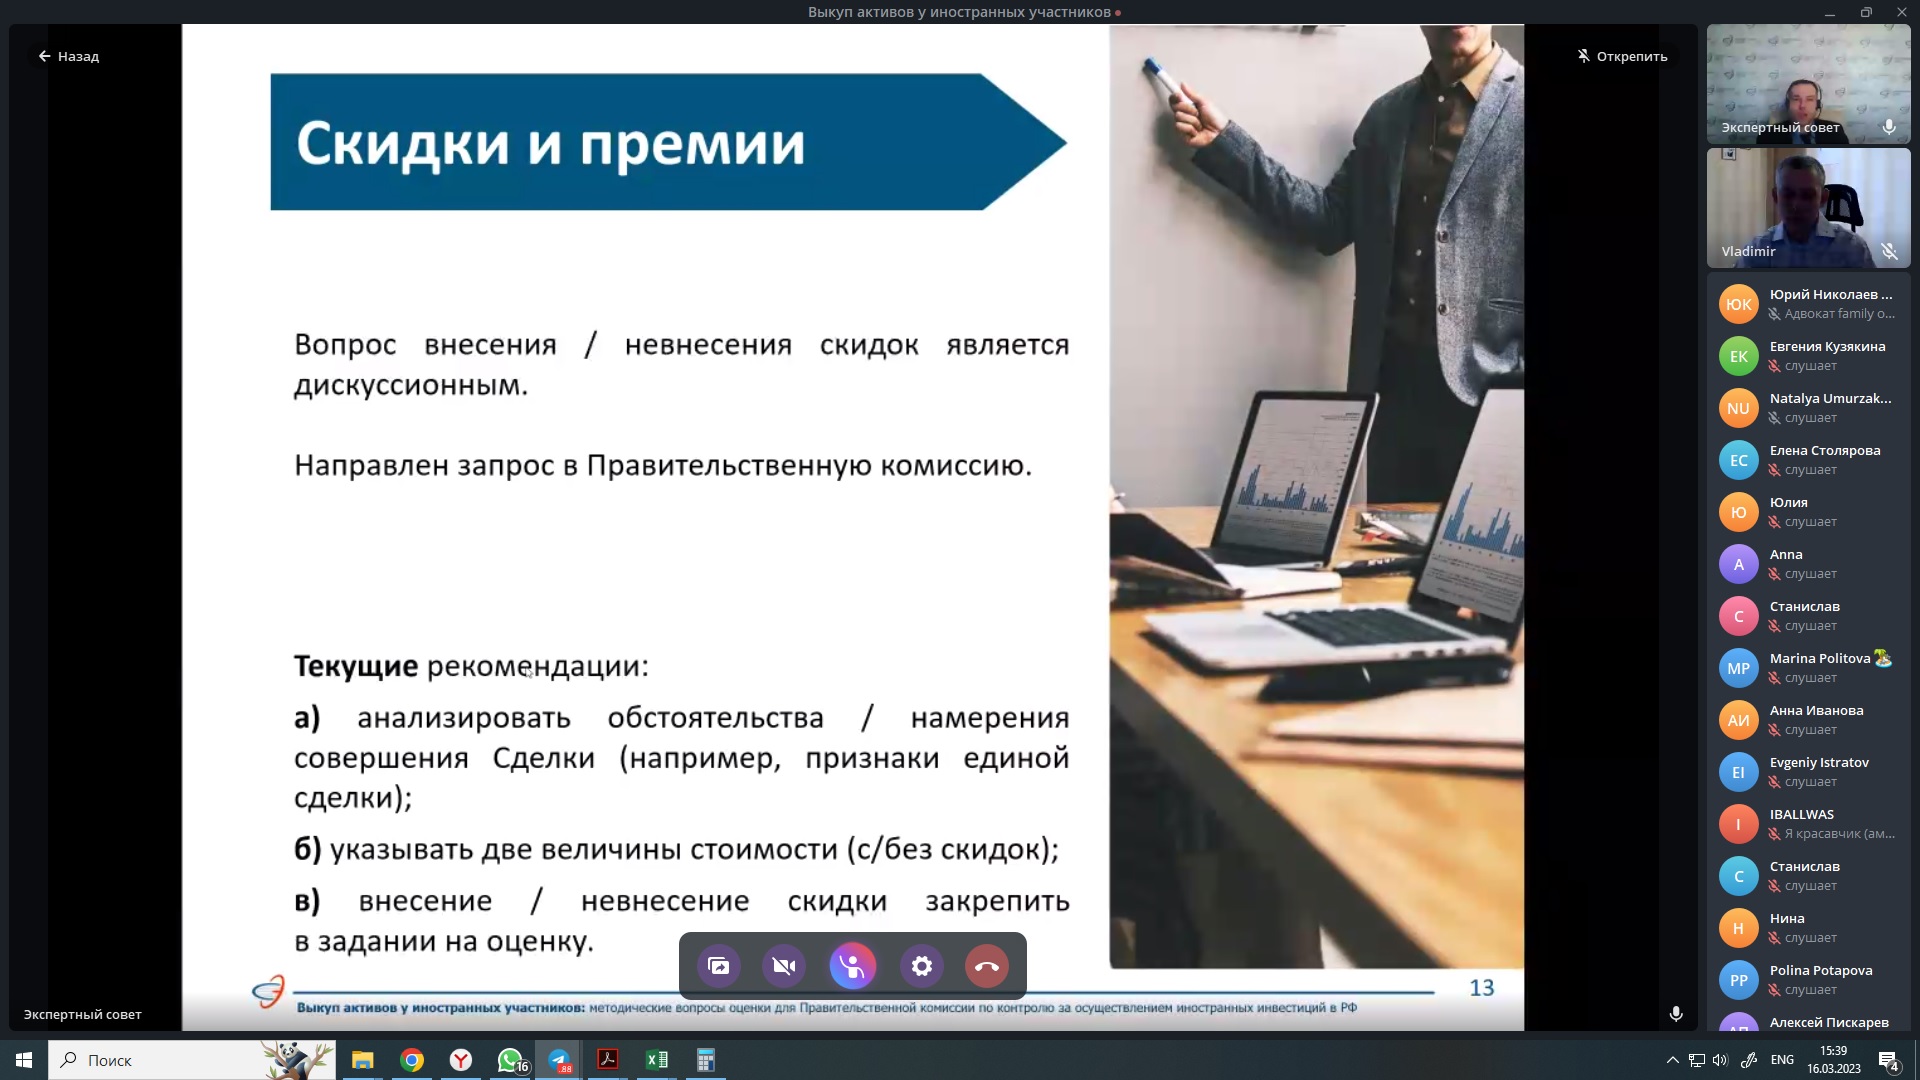 Выкуп активов у иностранных участников
Назад
Открепить
Скидки и премии
Вопрос внесения / невнесения скидок является
дискуссионным.
Направлен запрос в Правительственную комиссию.
Текущие рекомендации:
а) анализировать обстоятельства / намерения
совершения Сделки (например, признаки единой
сделки);
б) указывать две величины стоимости (с/без скидок);
в) внесение / невнесение скидки закрепить
в задании на оценку.
Выкуп активов у иностранных участников: методические вопросы оценки для Правительственной комиссии по контролю за осуществлением иностранных инвестиций в РФ
13
Экспертный совет
Экспертный совет
Vladimir
ЮК
Юрий Николаев ...
Адвокат family о...
ЕК
Евгения Кузякина
слушает
NU
Natalya Umurzak...
слушает
ЕС
Елена Столярова
слушает
Ю
Юлия
слушает
A
Anna
слушает
С
Станислав
слушает
MP
Marina Politova
слушает
АИ
Анна Иванова
слушает
EI
Evgeniy Istratov
слушает
I
IBALLWAS
Я красавчик (ам...
С
Станислав
слушает
Н
Нина
слушает
PP
Polina Potapova
слушает
АП
Алексей Пискарев
Поиск
16
88
ENG
15:39
16.03.2023
4